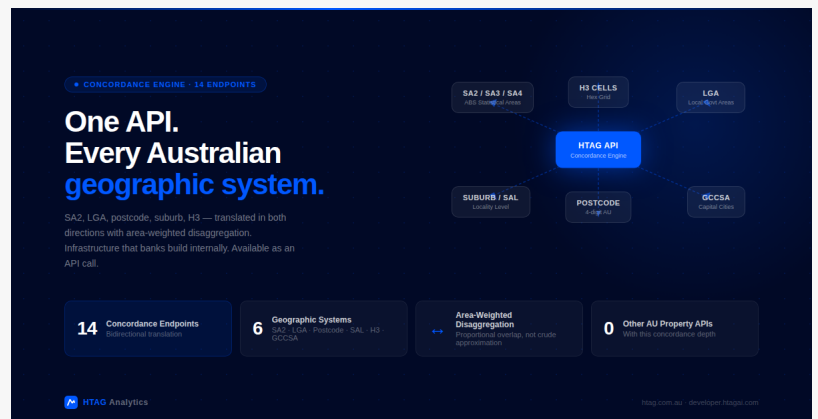 CONCORDANCE ENGINE · 14 ENDPOINTS
One API.
Every Australian
geographic system.
SA2, LGA, postcode, suburb, H3 — translated in both
directions with area-weighted disaggregation.
Infrastructure that banks build internally. Available as an
API call.
SA2 / SA3 / SA4
ABS Statistical Areas
H3 CELLS
Hex Grid
LGA
Local Govt Areas
HTAG API
Concordance Engine
SUBURB / SAL
Locality Level
POSTCODE
4-digit AU
GCCSA
Capital Cities
14
Concordance Endpoints
Bidirectional translation
6
Geographic Systems
SA2 · LGA · Postcode · SAL · H3 ·
GCCSA
↔
Area-Weighted
Disaggregation
Proportional overlap, not crude
approximation
0
Other AU Property APIs
With this concordance depth
HTAG Analytics
htag.com.au · developer.htagai.com